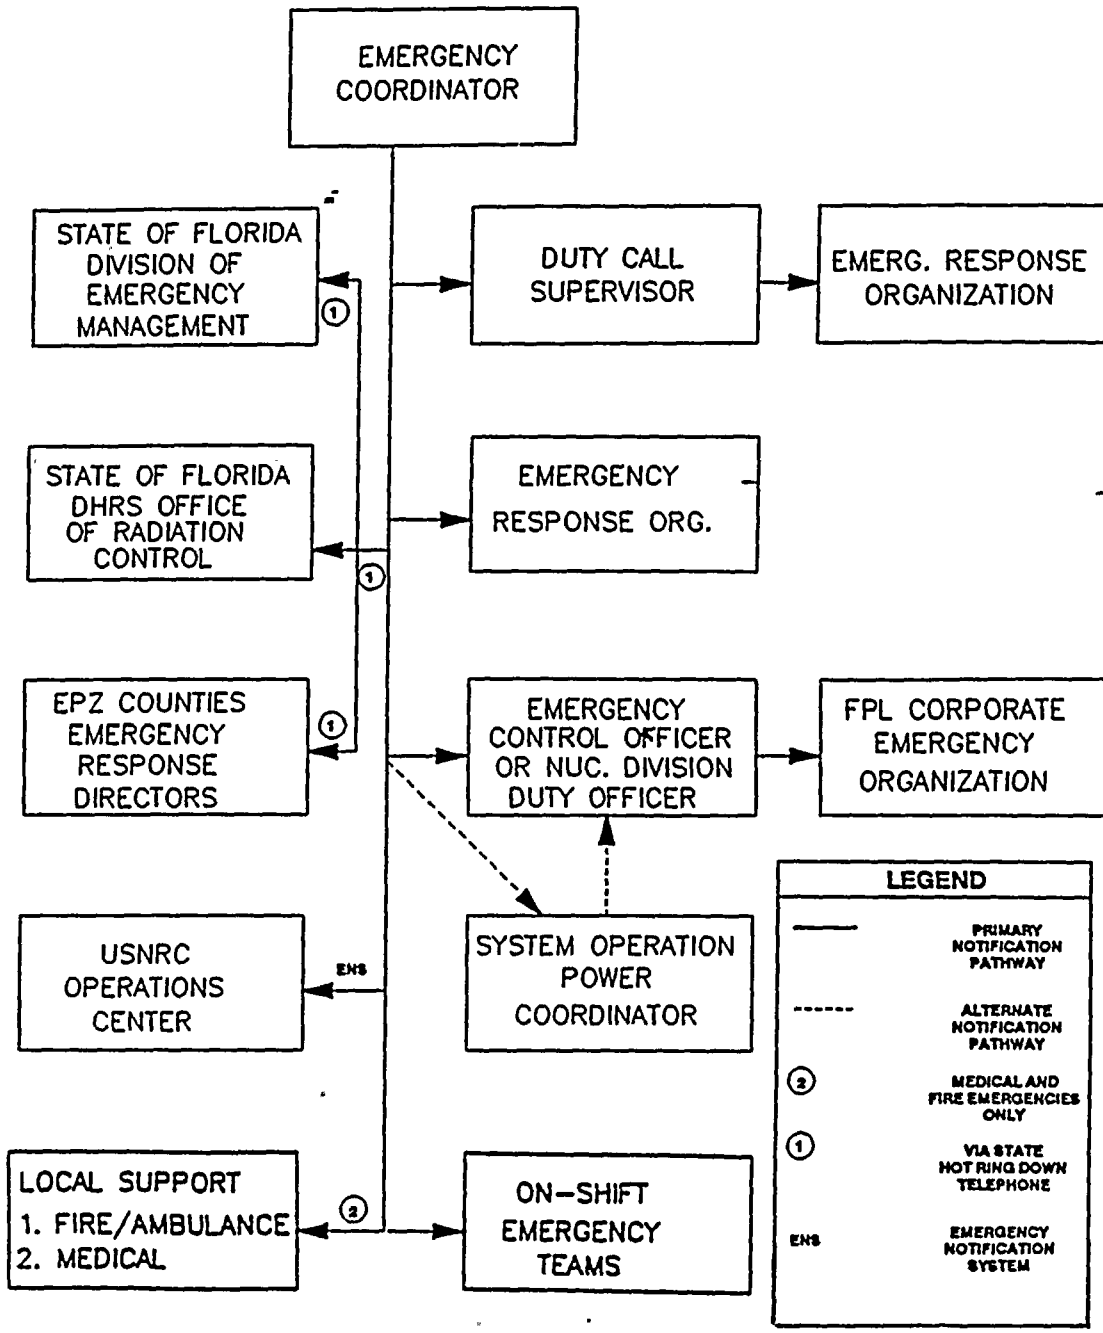 EMERGENCY
COORDINATOR
STATE OF FLORIDA
DIVISION OF
EMERGENCY
MANAGEMENT
1
DUTY CALL
SUPERVISOR
EMERG. RESPONSE
ORGANIZATION
STATE OF FLORIDA
DHRS OFFICE
OF RADIATION
CONTROL
1
EMERGENCY
RESPONSE ORG.
EPZ COUNTIES
EMERGENCY
RESPONSE
DIRECTORS
1
EMERGENCY
CONTROL OFFICER
OR NUC. DIVISION
DUTY OFFICER
FPL CORPORATE
EMERGENCY
ORGANIZATION
USNRC
OPERATIONS
CENTER
ENS
SYSTEM OPERATION
POWER
COORDINATOR
LOCAL SUPPORT
1. FIRE/AMBULANCE
2. MEDICAL
2
ON-SHIFT
EMERGENCY
TEAMS
LEGEND
PRIMARY
NOTIFICATION
PATHWAY
ALTERNATE
NOTIFICATION
PATHWAY
2 MEDICAL AND
FIRE EMERGENCIES
ONLY
1 VIA STATE
HOT RING DOWN
TELEPHONE
ENS EMERGENCY
NOTIFICATION
SYSTEM